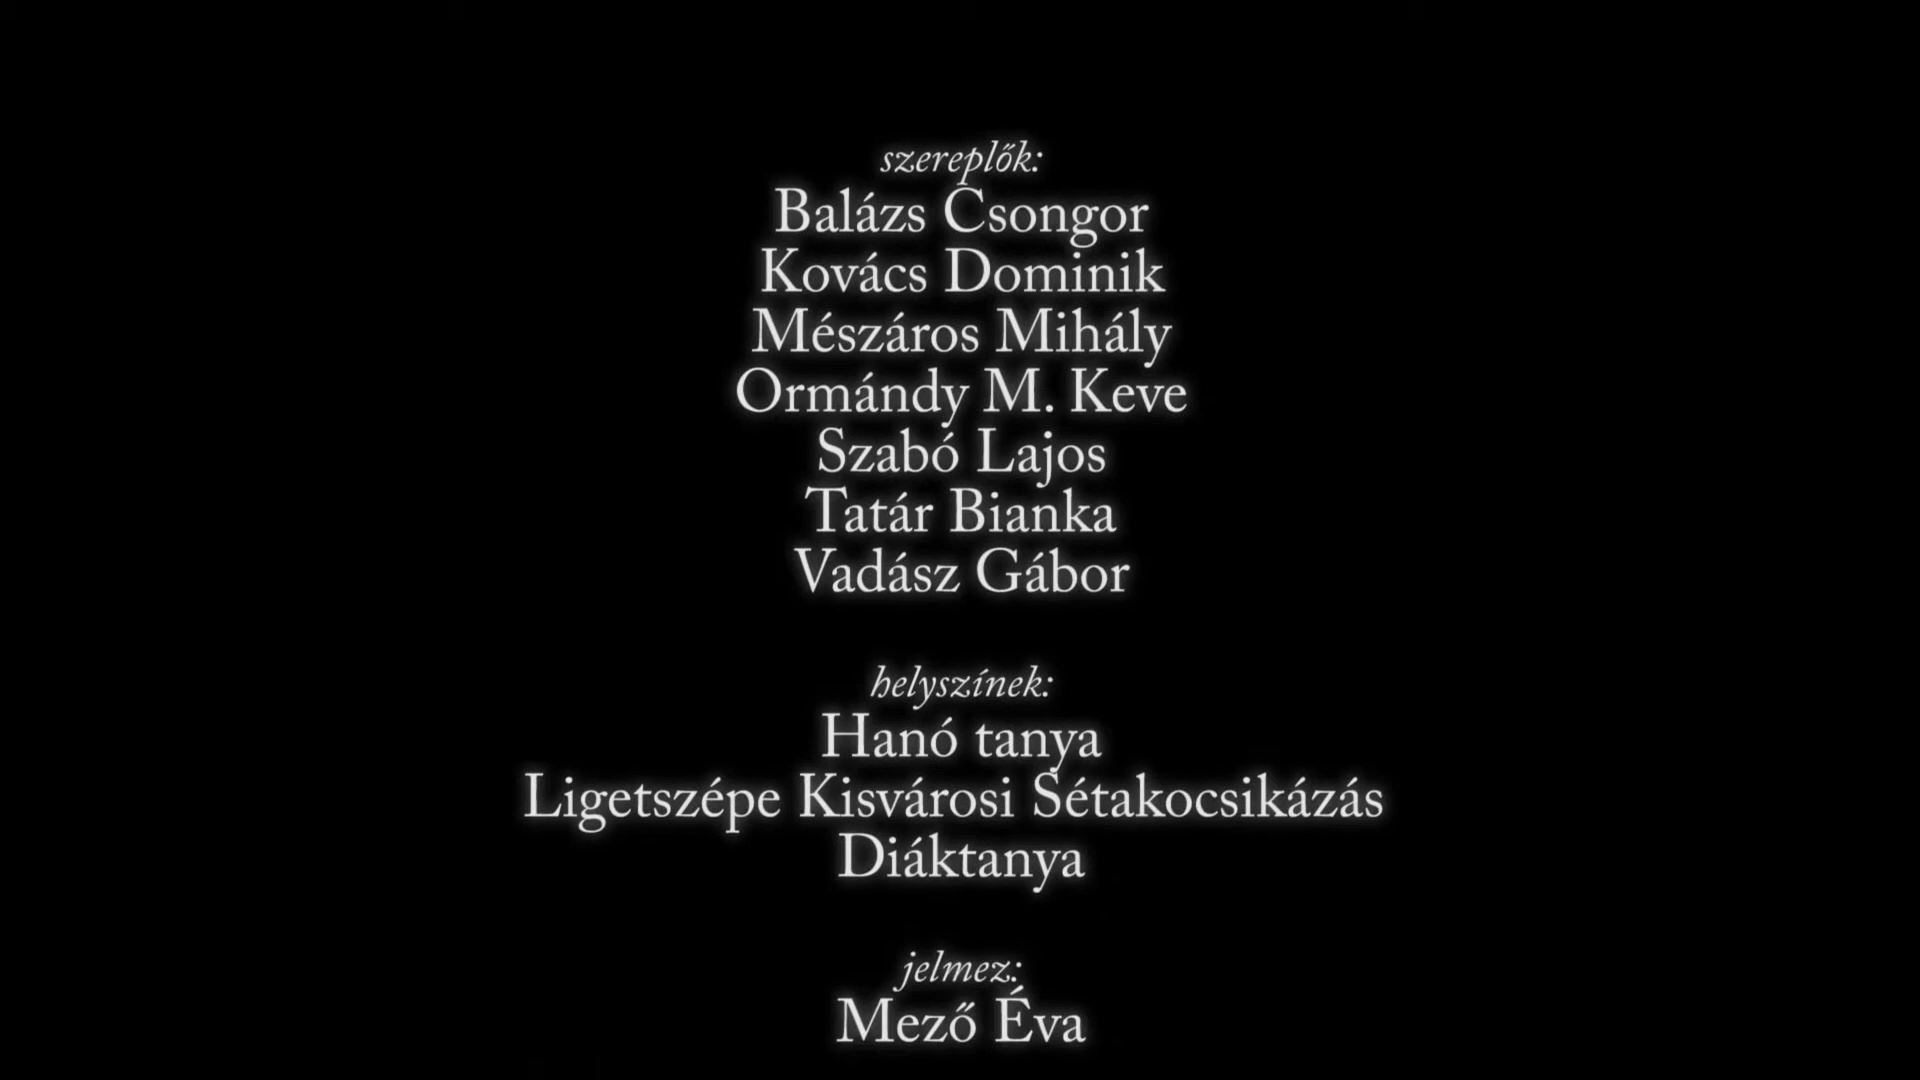 szereplők:
Balázs Csongor
Kovács Dominik
Mészáros Mihály
Ormándy M. Keve
Szabó Lajos
Tatár Bianka
Vadász Gábor
helyszínek:
Hanó tanya
Ligetszépe Kisvárosi Sétakocsikázás
Diáktanya
jelmez:
Mező Éva